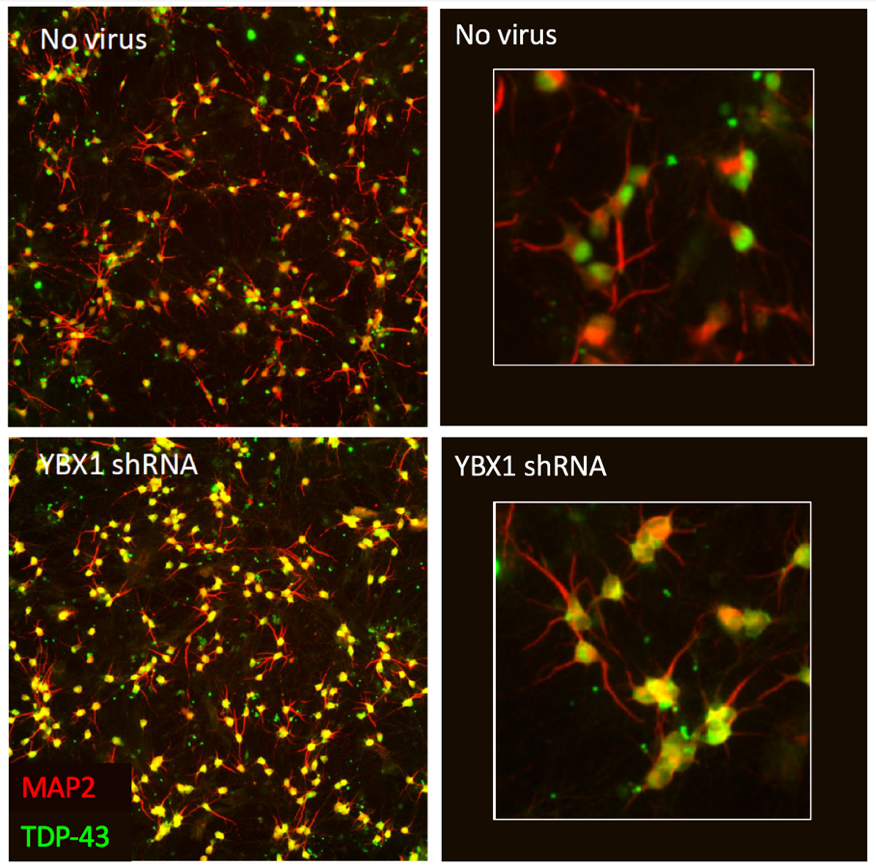 No virus
No virus
YBX1 shRNA
YBX1 shRNA
MAP2
TDP-43